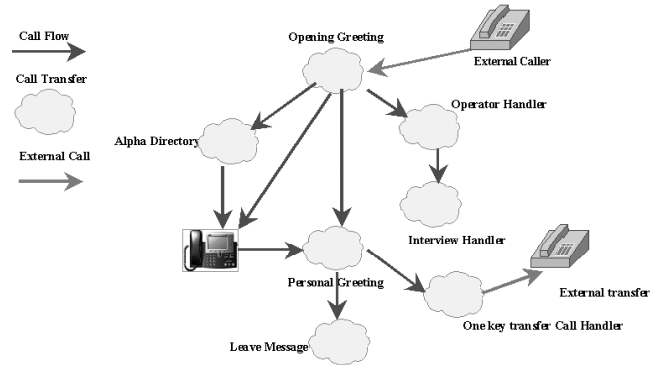 Opening Greeting
Call Flow
External Caller
Call Transfer
Operator Handler
Alpha Directory
External Call
Interview Handler
Personal Greeting
External transfer
One key transfer Call Handler
Leave Message